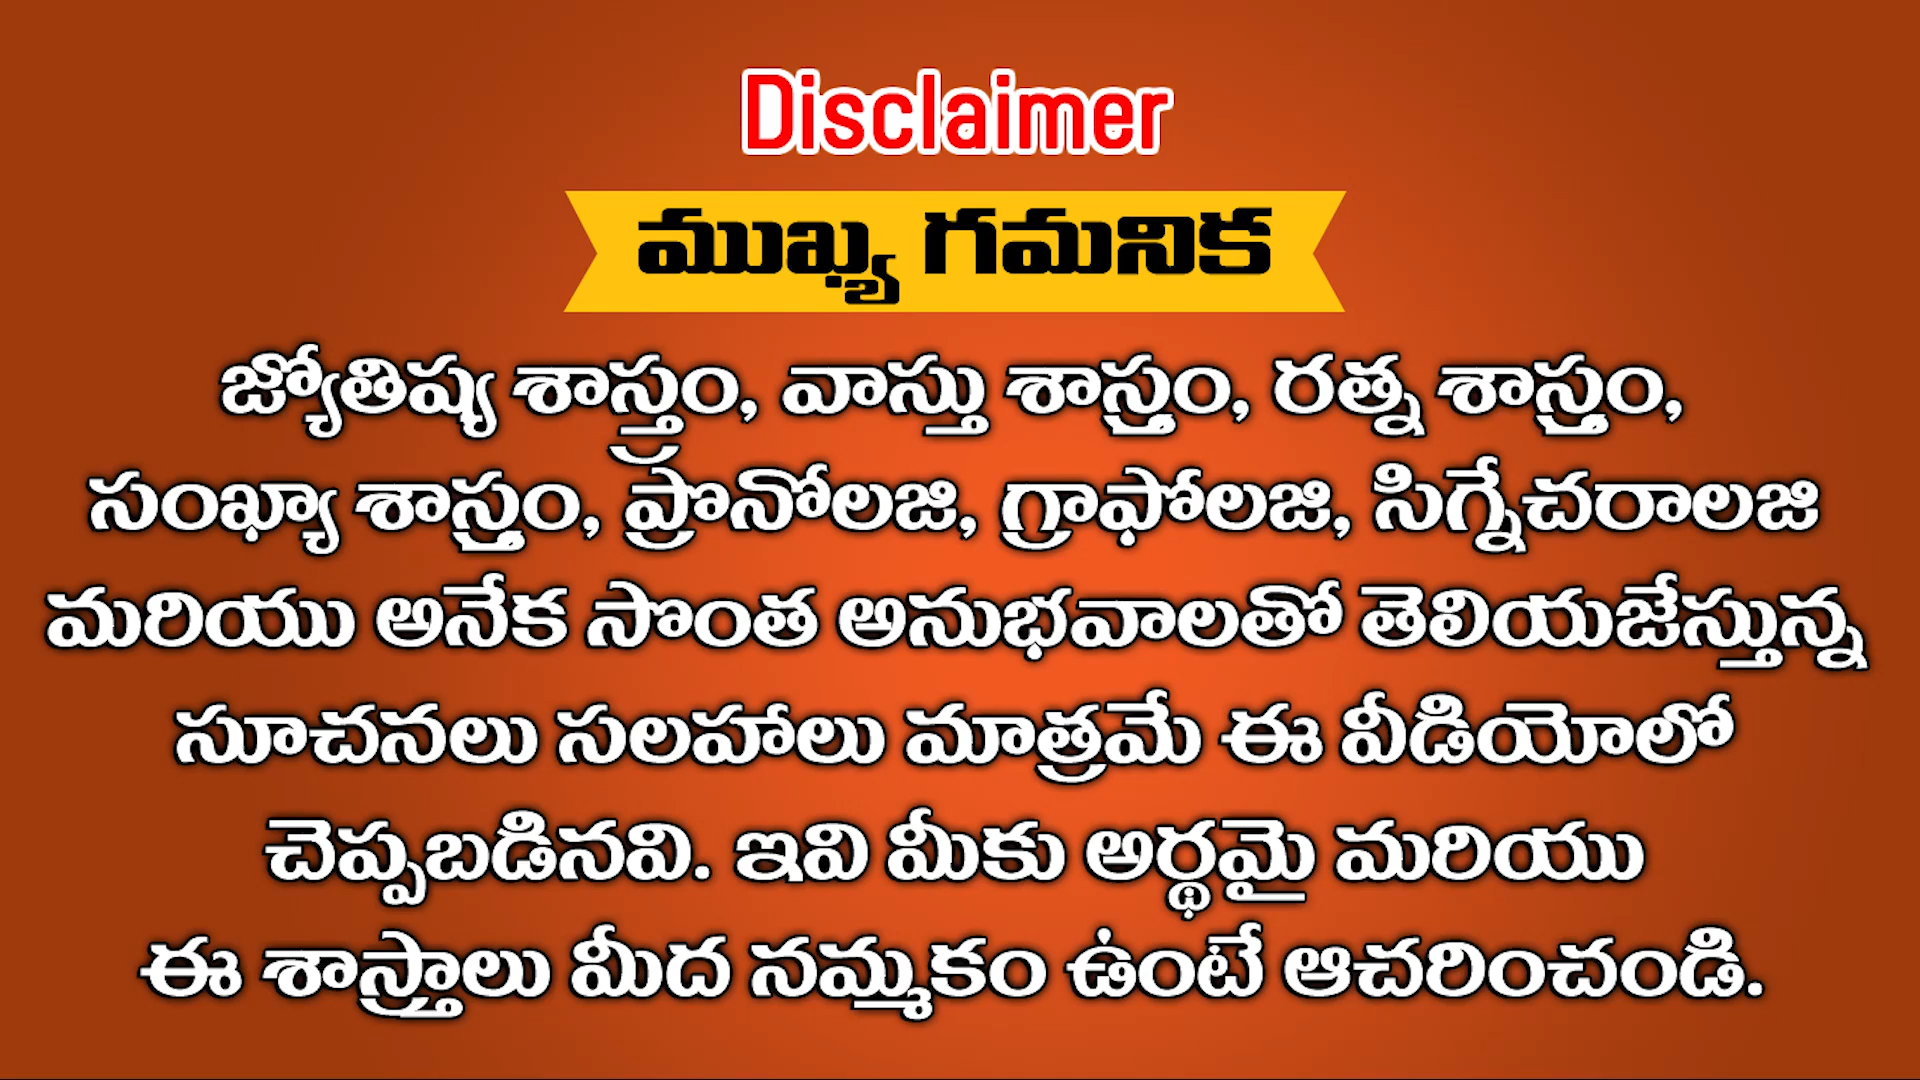 Disclaimer
ముఖ్య గమనిక
జ్యోతిష్య శాస్త్రం, వాస్తు శాస్త్రం, రత్న శాస్త్రం,
సంఖ్యా శాస్త్రం, ప్రొనోలజి, గ్రాఫోలజి, సిగ్నేచరాలజి
మరియు అనేక సొంత అనుభవాలతో తెలియజేస్తున్న
సూచనలు సలహాలు మాత్రమే ఈ వీడియోలో
చెప్పబడినవి. ఇవి మీకు అర్థమై మరియు
ఈ శాస్త్రాలు మీద నమ్మకం ఉంటే ఆచరించండి.